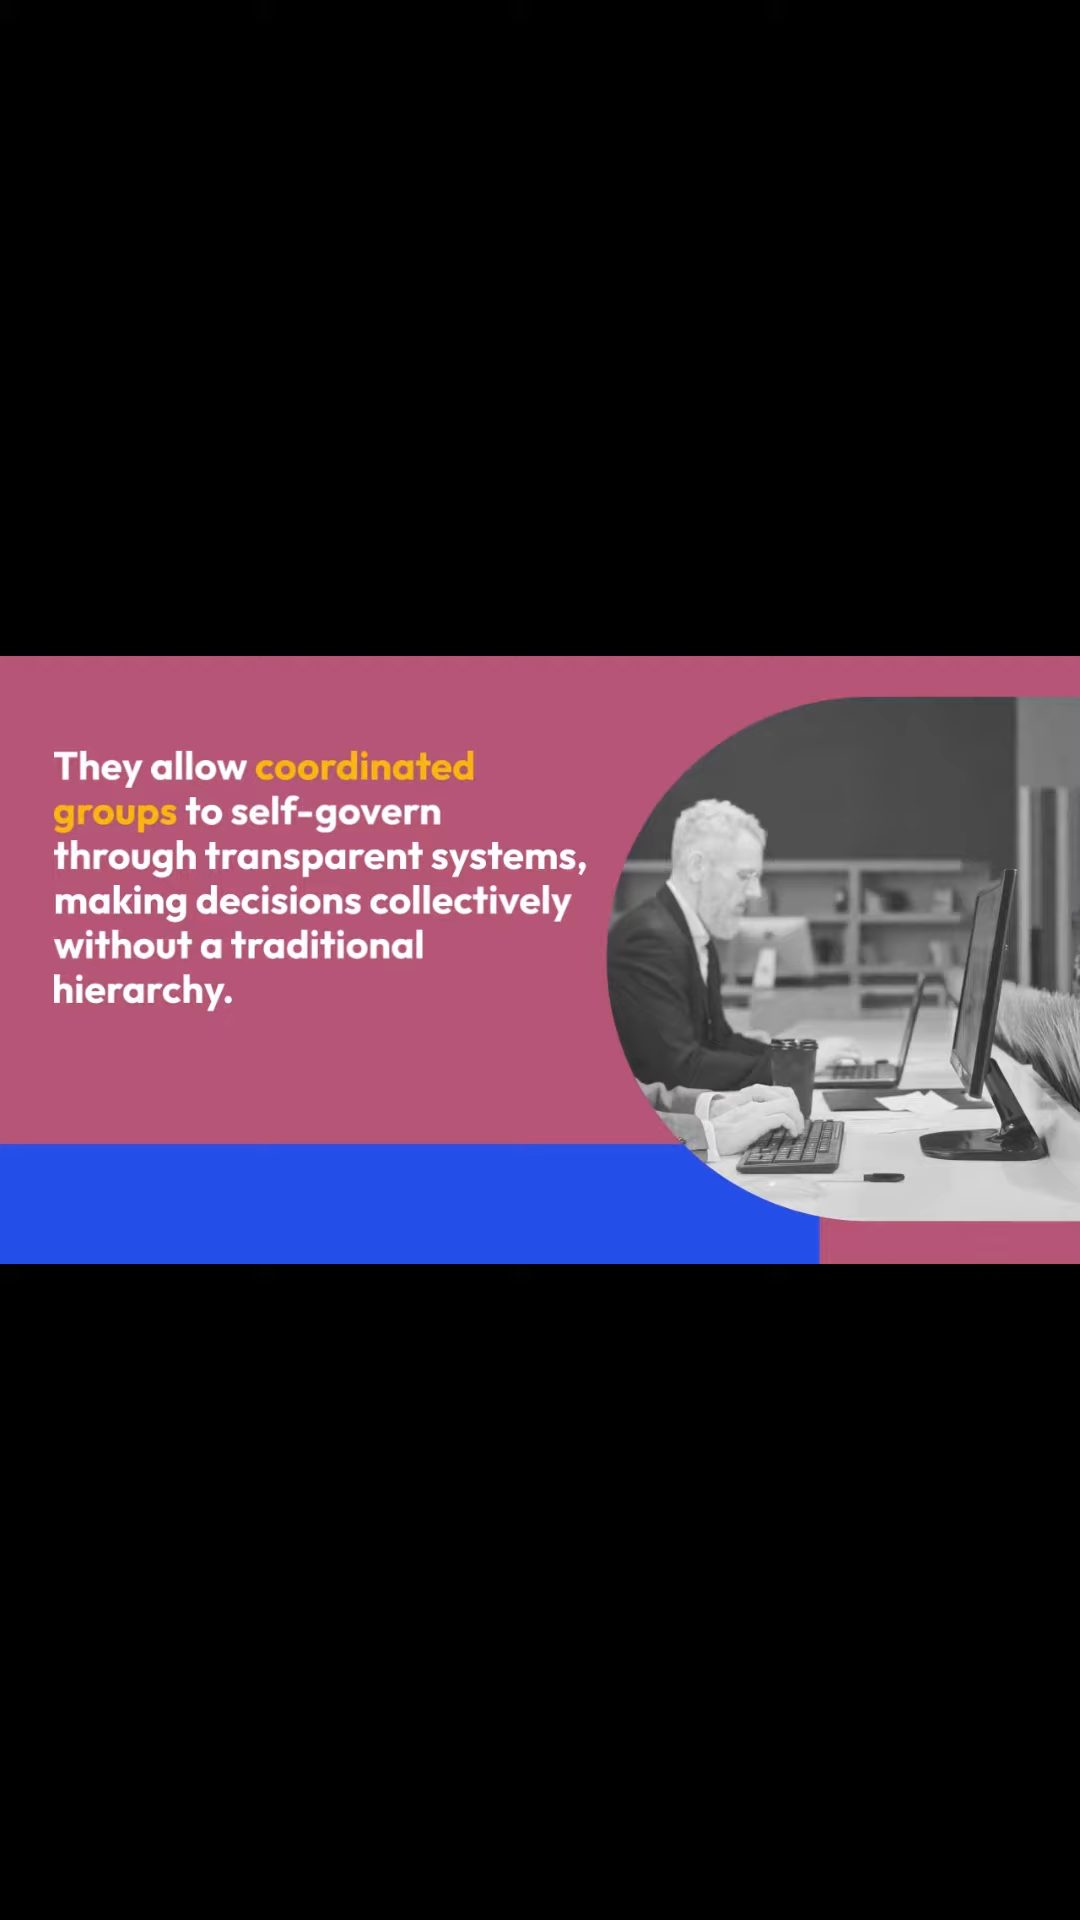 They allow coordinated
groups to self-govern
through transparent systems,
making decisions collectively
without a traditional
hierarchy.